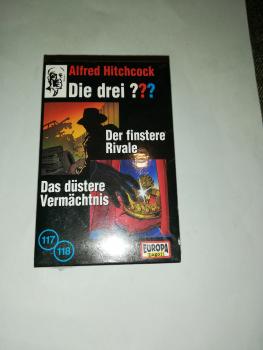 Alfred Hitchcock
Die drei ???
Der finstere
Rivale
Das düstere
Vermächtnis
117
118
EUROPA